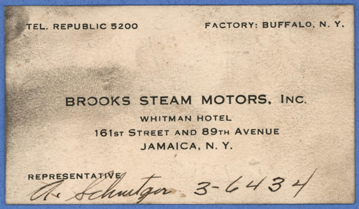 TEL. REPUBLIC 5200
FACTORY: BUFFALO, N. Y.
BROOKS STEAM MOTORS, INC.
WHITMAN HOTEL
161ST STREET AND 89TH AVENUE
JAMAICA, N. Y.
REPRESENTATIVE
3-6434